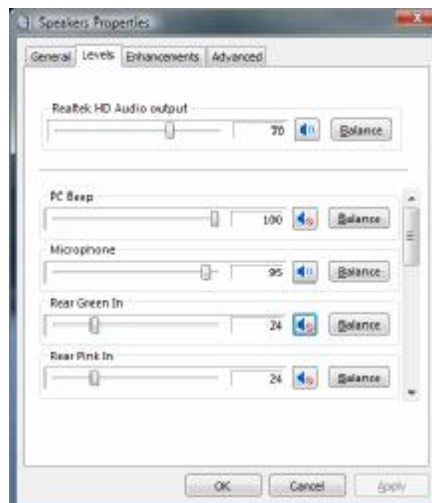 Speakers Properties
General Levels Enhancements Advanced
Realtek HD Audio output
70 Balance
PC Beep
100 Balance
Microphone
95 Balance
Rear Green In
24 Balance
Rear Pink In
24 Balance
OK Cancel Apply